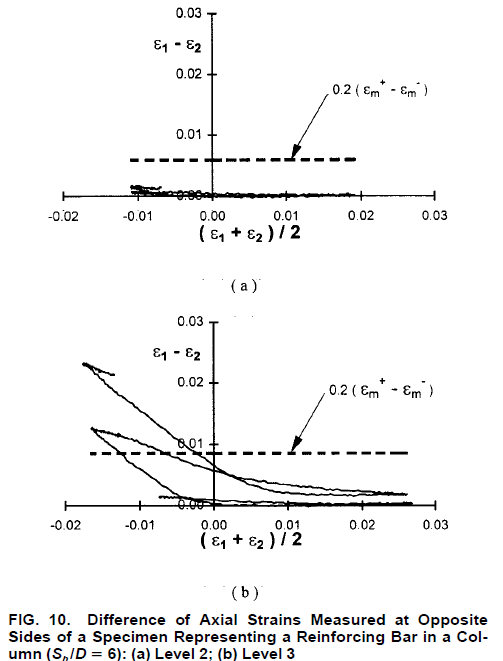 0.03
ε1 - ε2
0.02
0.2 ( εm+ - εm- )
0.01
0.00
-0.02 -0.01 0.00 0.01 0.02 0.03
( ε1 + ε2 ) / 2
( a )
0.03
ε1 - ε2
0.02
0.2 ( εm+ - εm- )
0.01
0.00
-0.02 -0.01 0.00 0.01 0.02 0.03
( ε1 + ε2 ) / 2
( b )
FIG. 10. Difference of Axial Strains Measured at Opposite
Sides of a Specimen Representing a Reinforcing Bar in a Col-
umn (Sh/D = 6): (a) Level 2; (b) Level 3